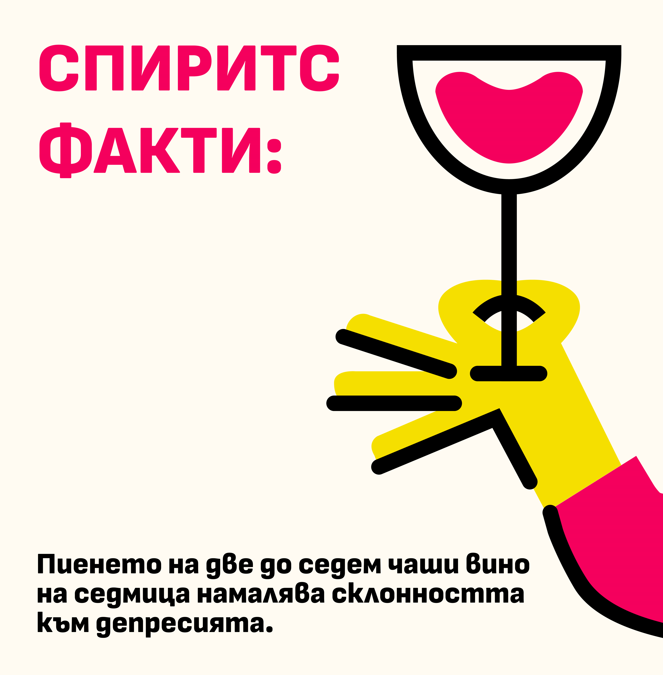 СПИРИТС
ФАКТИ:
Пиенето на две до седем чаши вино
на седмица намалява склонността
към депресията.